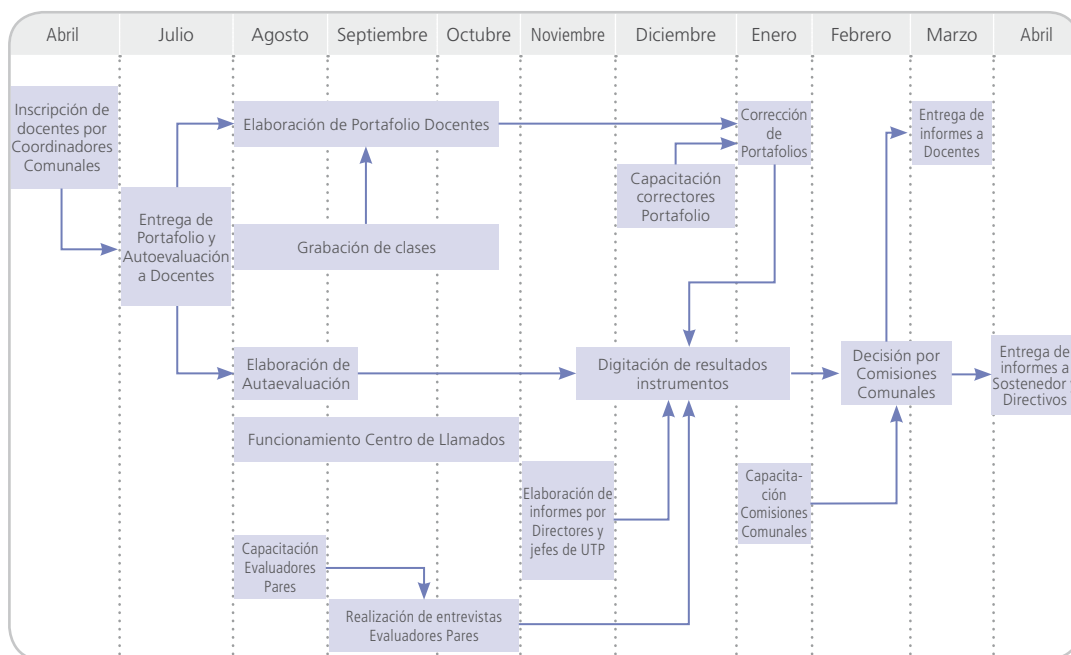 Abril
Julio
Agosto
Septiembre
Octubre
Noviembre
Diciembre
Enero
Febrero
Marzo
Abril
Inscripción de
docentes por
Coordinadores
Comunales
Elaboración de Portafolio Docentes
Corrección
de
Portafolios
Entrega de
informes a
Docentes
Capacitación
correctores
Portafolio
Entrega de
Portafolio y
Autoevaluación
a Docentes
Grabación de clases
Elaboración de
Autaevaluación
Digitación de resultados
instrumentos
Decisión por
Comisiones
Comunales
Entrega de
informes a
Sostenedor
Directivos
Funcionamiento Centro de Llamados
Elaboración de
informes por
Directores y
jefes de UTP
Capacita-
ción
Comisiones
Comunales
Capacitación
Evaluadores
Pares
Realización de entrevistas
Evaluadores Pares